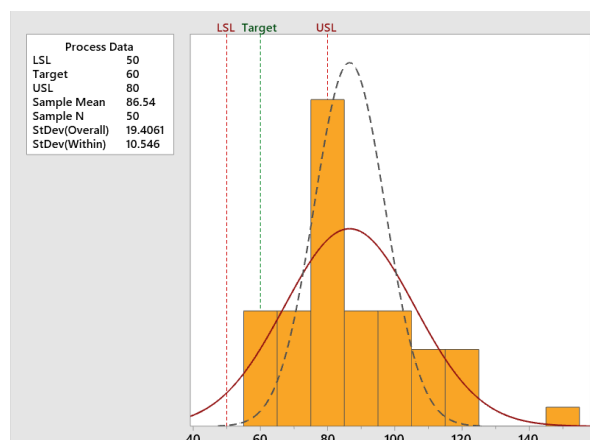 LSL Target USL
Process Data
LSL 50
Target 60
USL 80
Sample Mean 86.54
Sample N 50
StDev(Overall) 19.4061
StDev(Within) 10.546
40 60 80 100 120 140